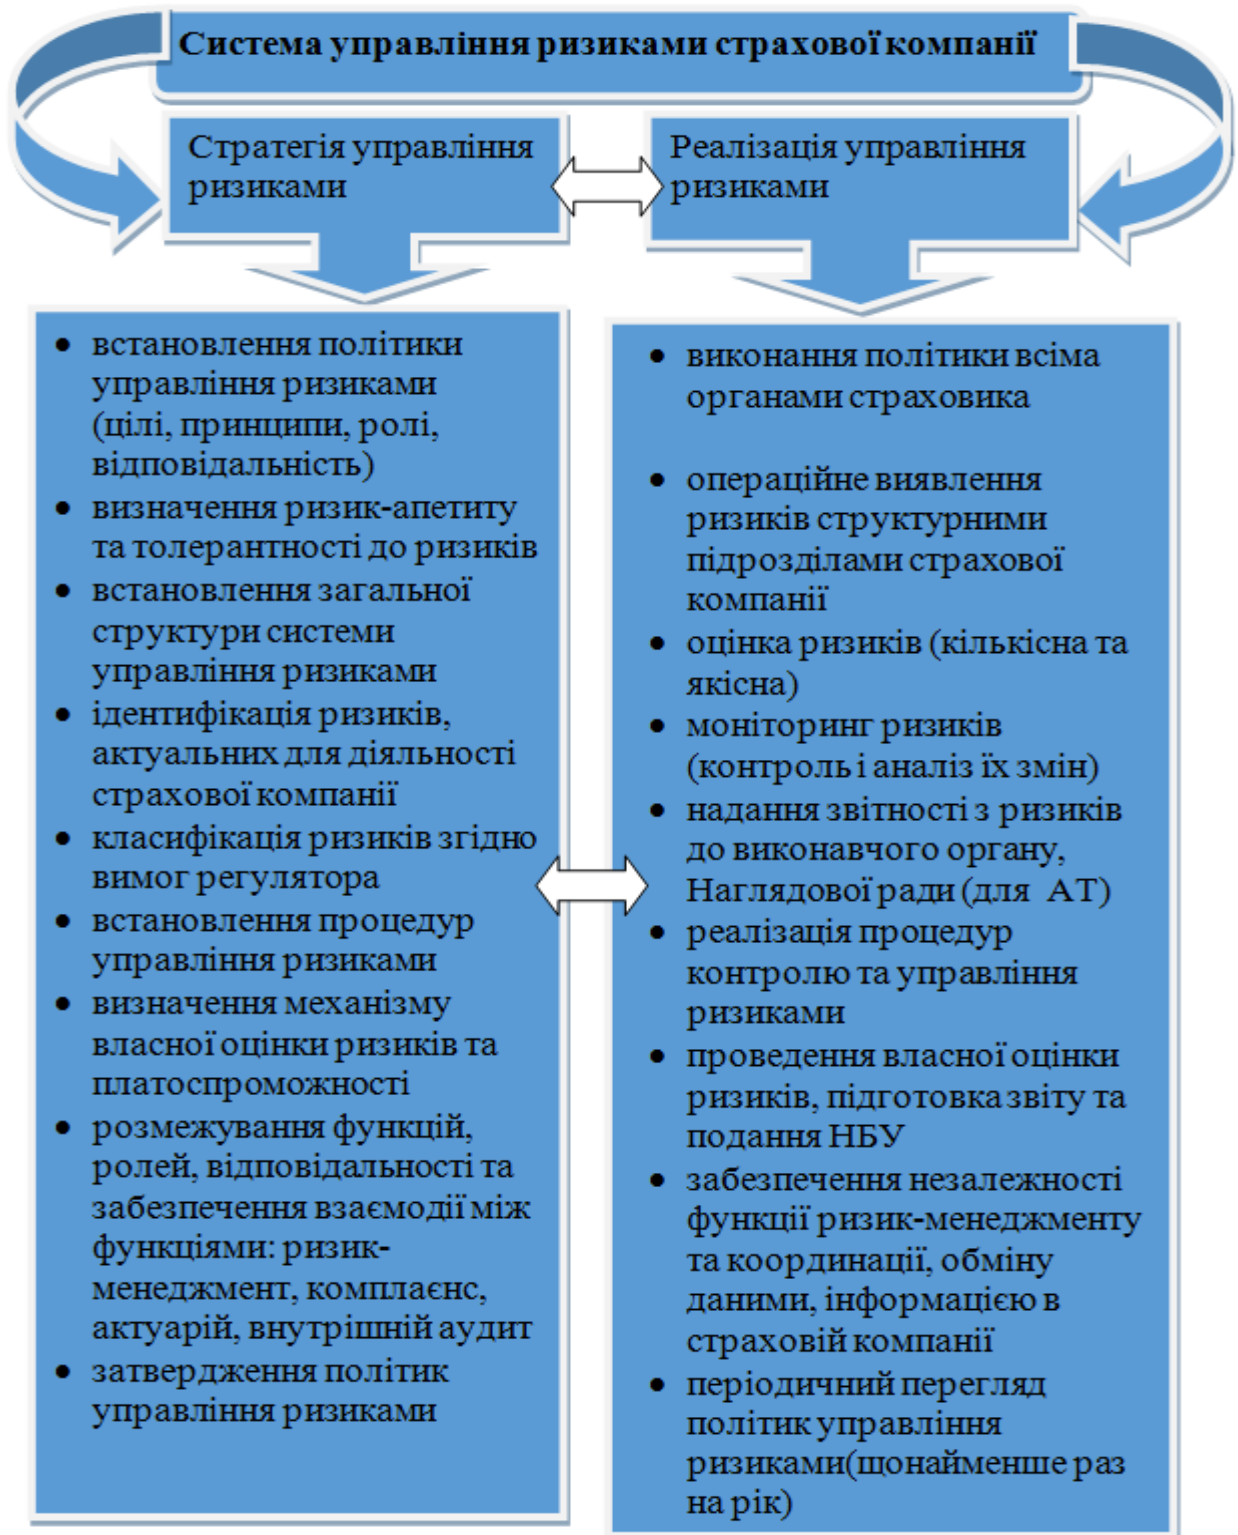 Система управління ризиками страхової компанії
Стратегія управління
ризиками
Реалізація управління
ризиками
• встановлення політики
управління ризиками
(цілі, принципи, ролі,
відповідальність)
• визначення ризик-апетиту
та толерантності до ризиків
• встановлення загальної
структури системи
управління ризиками
• ідентифікація ризиків,
актуальних для діяльності
страхової компанії
• класифікація ризиків згідно
вимог регулятора
• встановлення процедур
управління ризиками
• визначення механізму
власної оцінки ризиків та
платоспроможності
• розмежування функцій,
ролей, відповідальності та
забезпечення взаємодії між
функціями: ризик-
менеджмент, комплаєнс,
актуарій, внутрішній аудит
• затвердження політик
управління ризиками
• виконання політики всіма
органами страховика
• операційне виявлення
ризиків структурними
підрозділами страхової
компанії
• оцінка ризиків (кількісна та
якісна)
• моніторинг ризиків
(контроль і аналіз їх змін)
• надання звітності з ризиків
до виконавчого органу,
Наглядової ради (для АТ)
• реалізація процедур
контролю та управління
ризиками
• проведення власної оцінки
ризиків, підготовка звіту та
подання НБУ
• забезпечення незалежності
функції ризик-менеджменту
та координації, обміну
даними, інформацією в
страховій компанії
• періодичний перегляд
політик управління
ризиками(щонайменше раз
на рік)